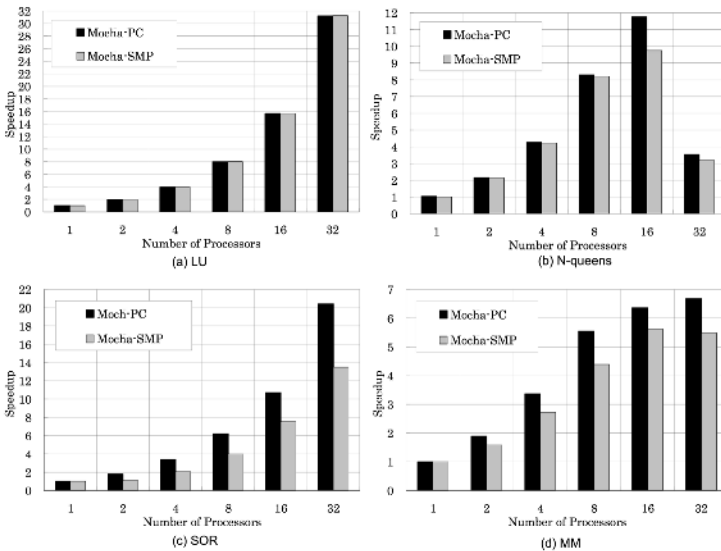 32
30
28
26
24
22
20
18
16
14
12
10
8
6
4
2
0
Speedup
Mocha-PC
Mocha-SMP
1 2 4 8 16 32
Number of Processors
(a) LU
12
11
10
9
8
7
6
5
4
3
2
1
0
Speedup
Mocha-PC
Mocha-SMP
1 2 4 8 16 32
Number of Processors
(b) N-queens
22
20
18
16
14
12
10
8
6
4
2
0
Speedup
Moch-PC
Mocha-SMP
1 2 4 8 16 32
Number of Processors
(c) SOR
7
6
5
4
3
2
1
0
Speedup
Mocha-PC
Mocha-SMP
1 2 4 8 16 32
Number of Processors
(d) MM